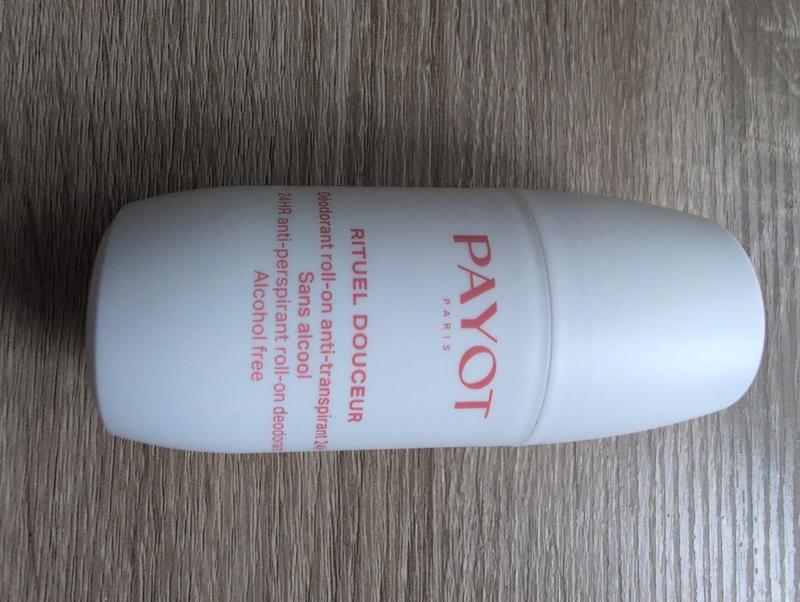 PAYOT
PARIS
RITUEL DOUCEUR
Déodorant roll-on anti-transpirant
Sans alcool
24HR anti-perspirant roll-on
Alcohol free